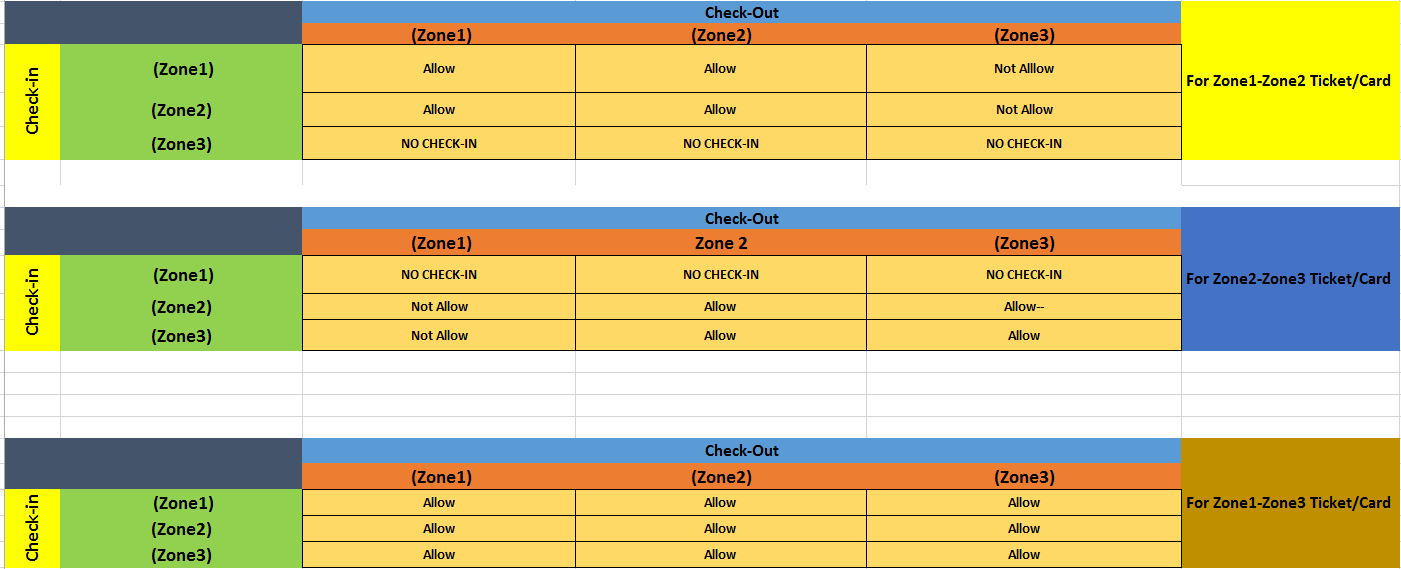 Check-Out
(Zone1) (Zone2) (Zone3)
Check-in
(Zone1) Allow Allow Not Alllow
For Zone1-Zone2 Ticket/Card
(Zone2) Allow Allow Not Allow
(Zone3) NO CHECK-IN NO CHECK-IN NO CHECK-IN
Check-Out
(Zone1) Zone 2 (Zone3)
Check-in
(Zone1) NO CHECK-IN NO CHECK-IN NO CHECK-IN
For Zone2-Zone3 Ticket/Card
(Zone2) Not Allow Allow Allow--
(Zone3) Not Allow Allow Allow
Check-Out
(Zone1) (Zone2) (Zone3)
Check-in
(Zone1) Allow Allow Allow
For Zone1-Zone3 Ticket/Card
(Zone2) Allow Allow Allow
(Zone3) Allow Allow Allow